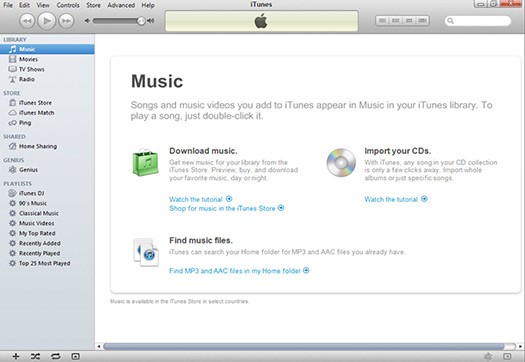 iTunes
File Edit View Controls Store Advanced Help
LIBRARY
Music
Movies
TV Shows
Radio
STORE
iTunes Store
iTunes Match
Ping
SHARED
Home Sharing
GENIUS
Genius
PLAYLISTS
iTunes DJ
90's Music
Classical Music
Music Videos
My Top Rated
Recently Added
Recently Played
Top 25 Most Played
Music
Songs and music videos you add to iTunes appear in Music in your iTunes library. To
play a song, just double-click it.
Download music.
Get new music for your library from the
iTunes Store. Preview, buy, and download
your favorite music, day or night.
Watch the tutorial
Shop for music in the iTunes Store
Import your CDs.
With iTunes, any song in your CD collection
is only a few clicks away. Import whole
albums or just specific songs.
Watch the tutorial
Find music files.
iTunes can search your Home folder for MP3 and AAC files you already have.
Find MP3 and AAC files in my Home folder
Music is available in the iTunes Store in select countries.